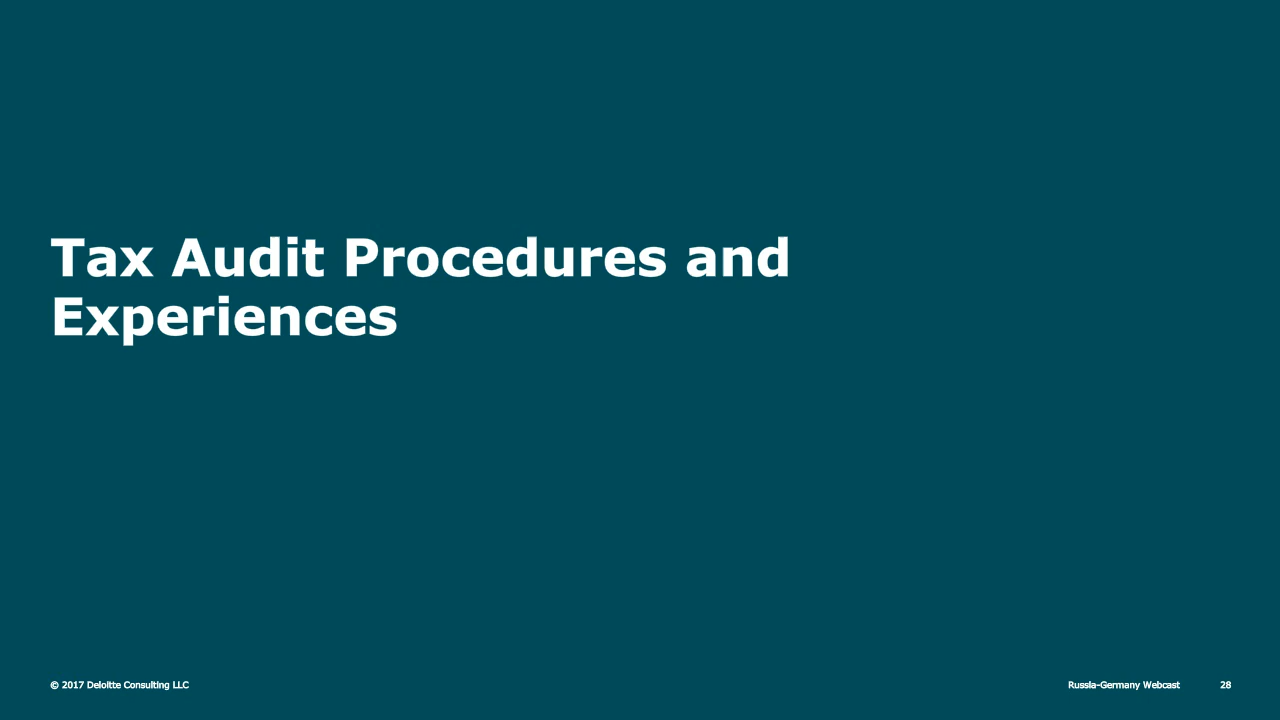 Tax Audit Procedures and
Experiences
© 2017 Deloitte Consulting LLC
Russia-Germany Webcast
28